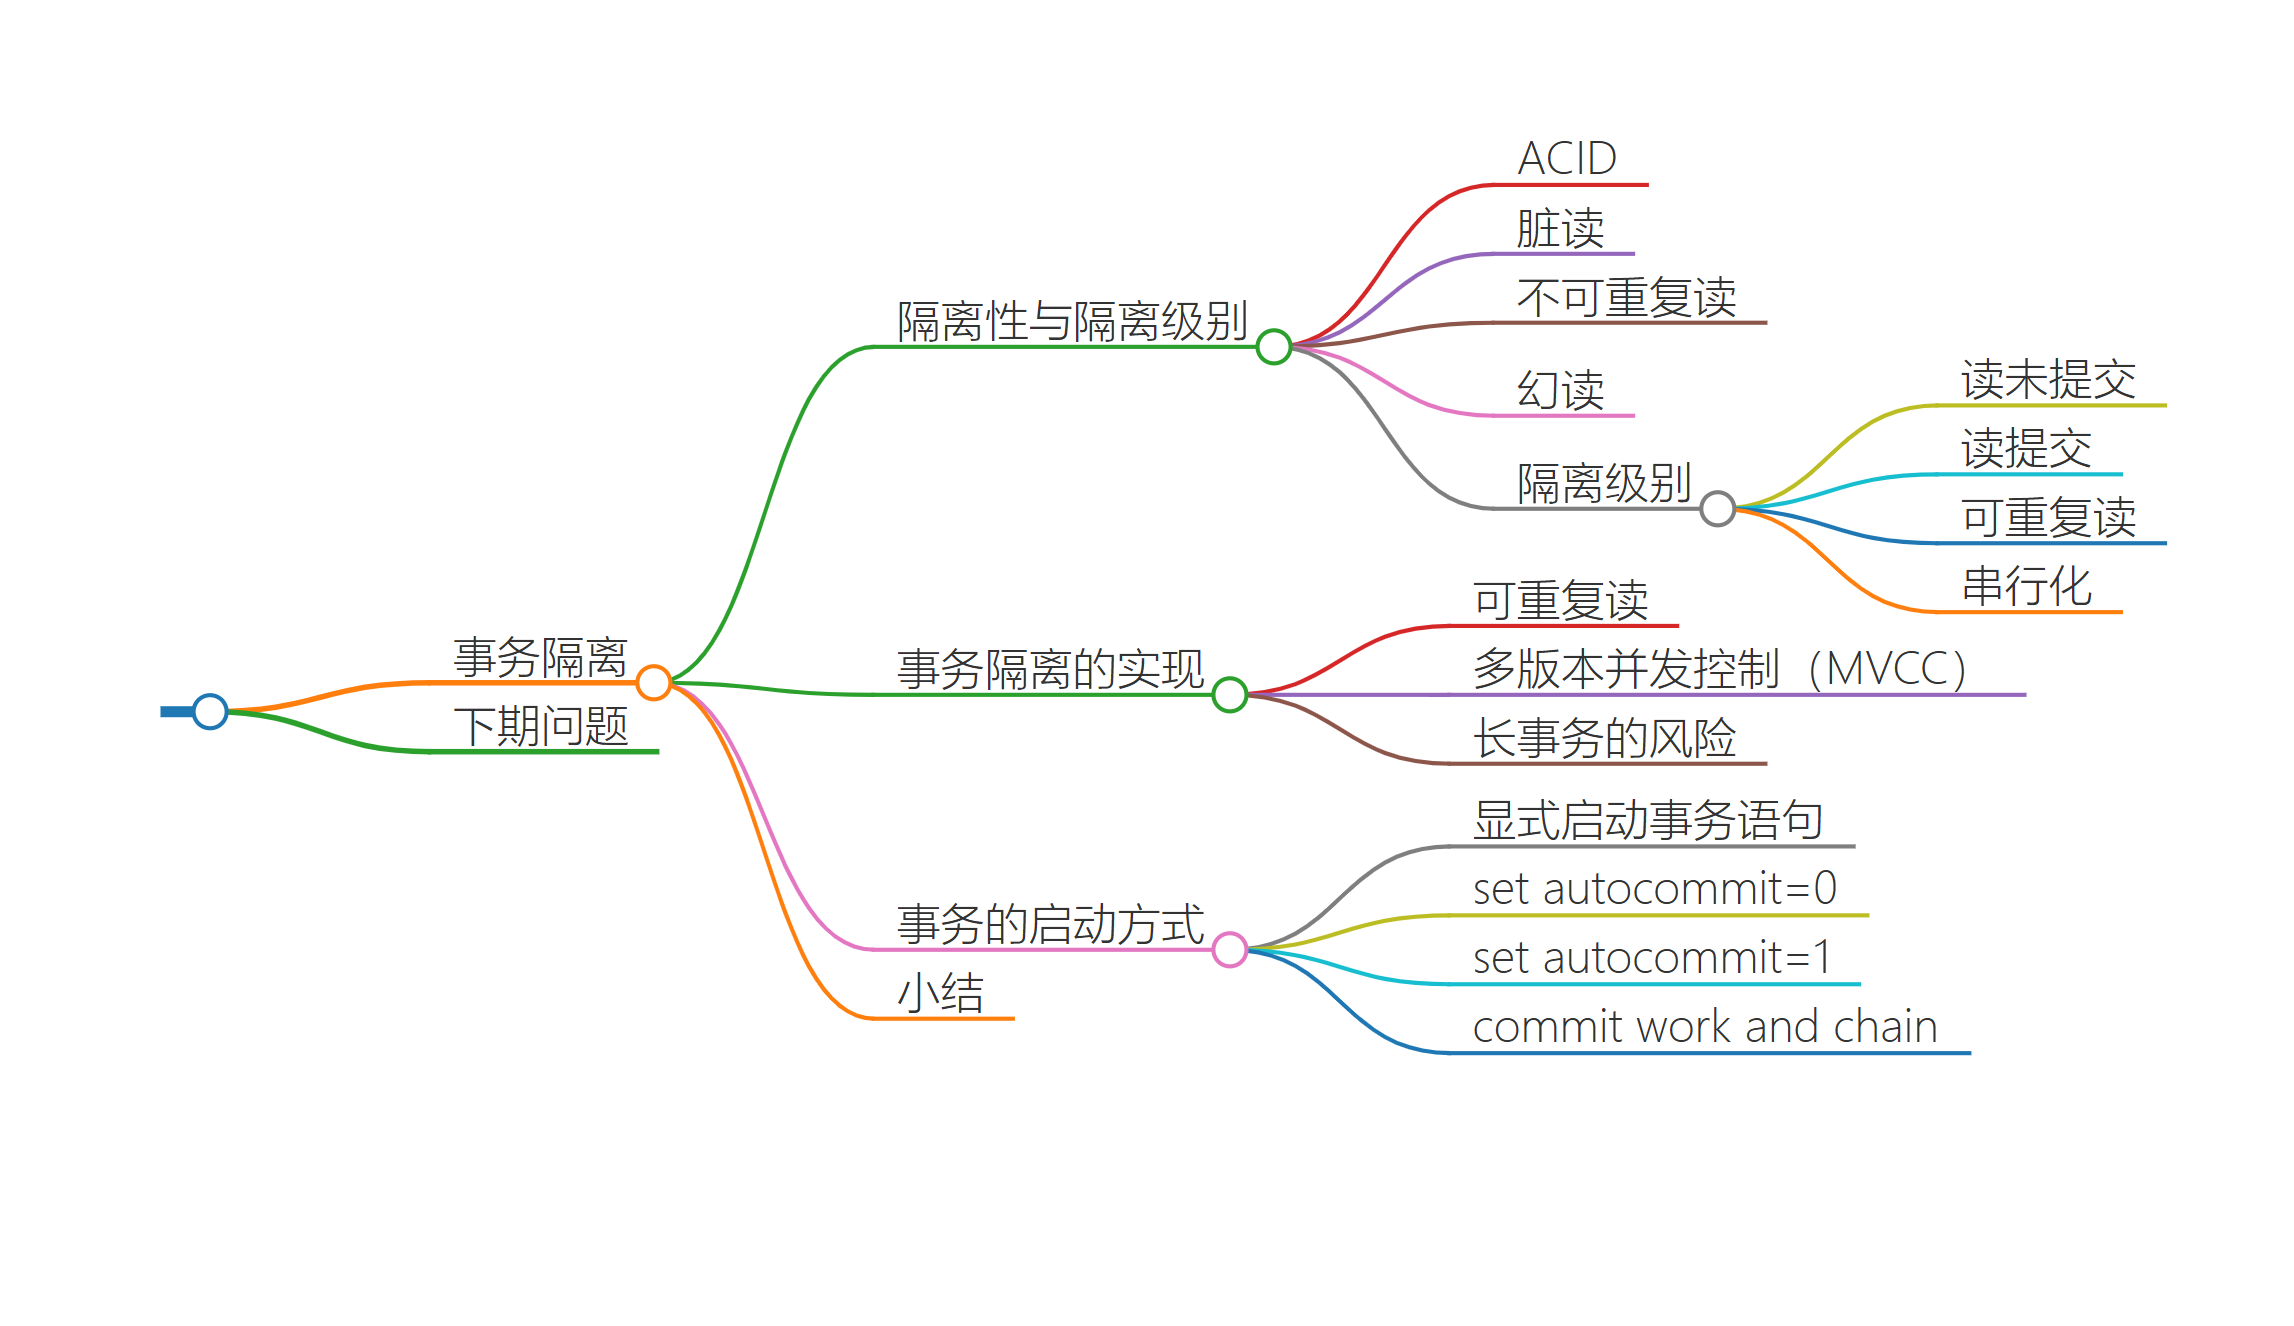 事务隔离
隔离性与隔离级别
ACID
脏读
不可重复读
幻读
隔离级别
读未提交
读提交
可重复读
串行化
事务隔离的实现
可重复读
多版本并发控制（MVCC）
长事务的风险
事务的启动方式
显式启动事务语句
set autocommit=0
set autocommit=1
commit work and chain
小结
下期问题